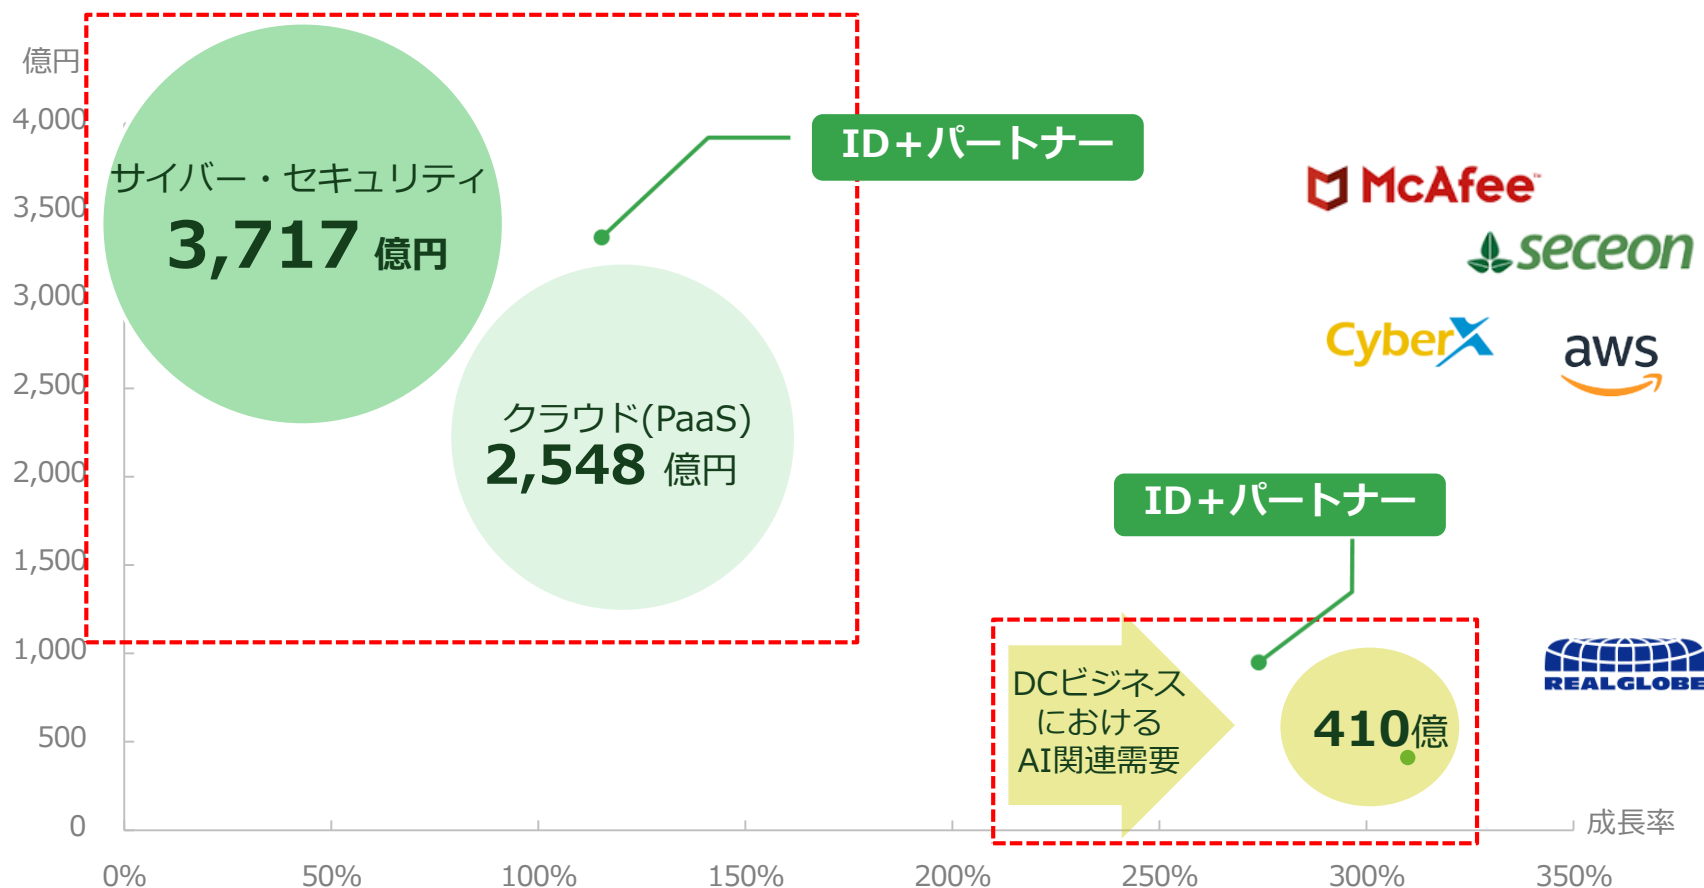 億円
4,000
3,500
3,000
2,500
2,000
1,500
1,000
500
0
サイバー・セキュリティ
3,717 億円
クラウド(PaaS)
2,548 億円
ID+パートナー
McAfee™
seceon
CyberX
aws
ID+パートナー
DCビジネス
における
AI関連需要
410億
REALGLOBE
成長率
0%
50%
100%
150%
200%
250%
300%
350%